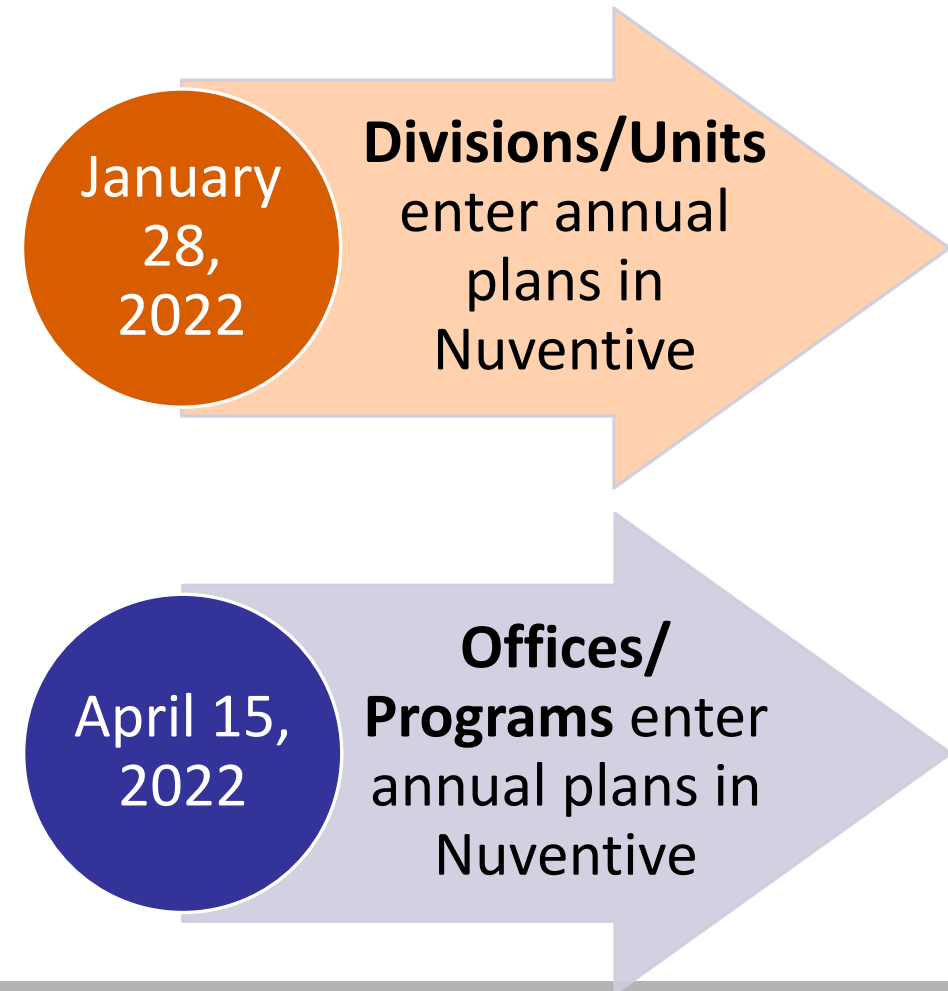 January
28,
2022
Divisions/Units
enter annual
plans in
Nuventive
April 15,
2022
Offices/
Programs enter
annual plans in
Nuventive